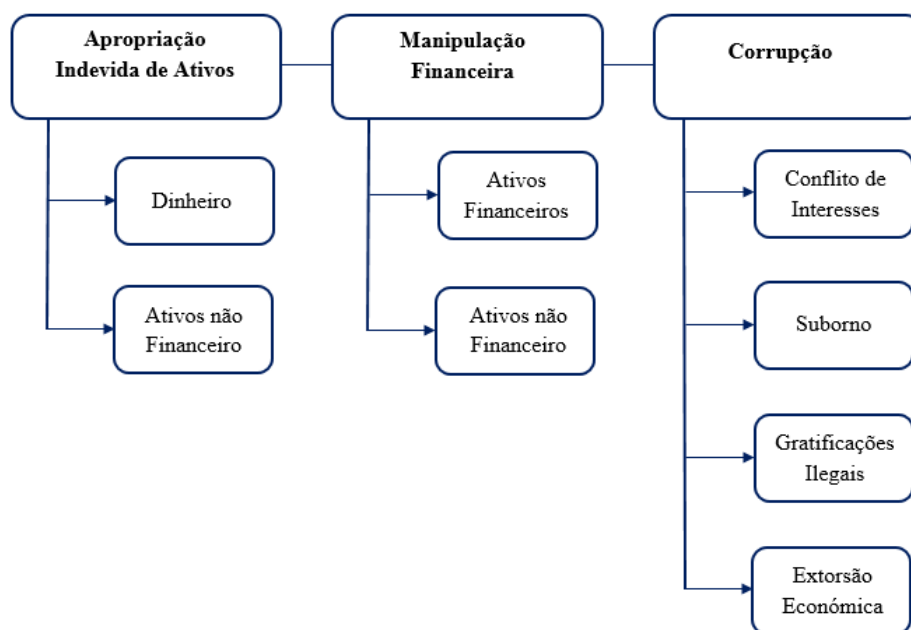 Apropriação
Indevida de Ativos
Manipulação
Financeira
Corrupção
Dinheiro
Ativos não
Financeiro
Ativos
Financeiros
Ativos não
Financeiro
Conflito de
Interesses
Suborno
Gratificações
Ilegais
Extorsão
Económica